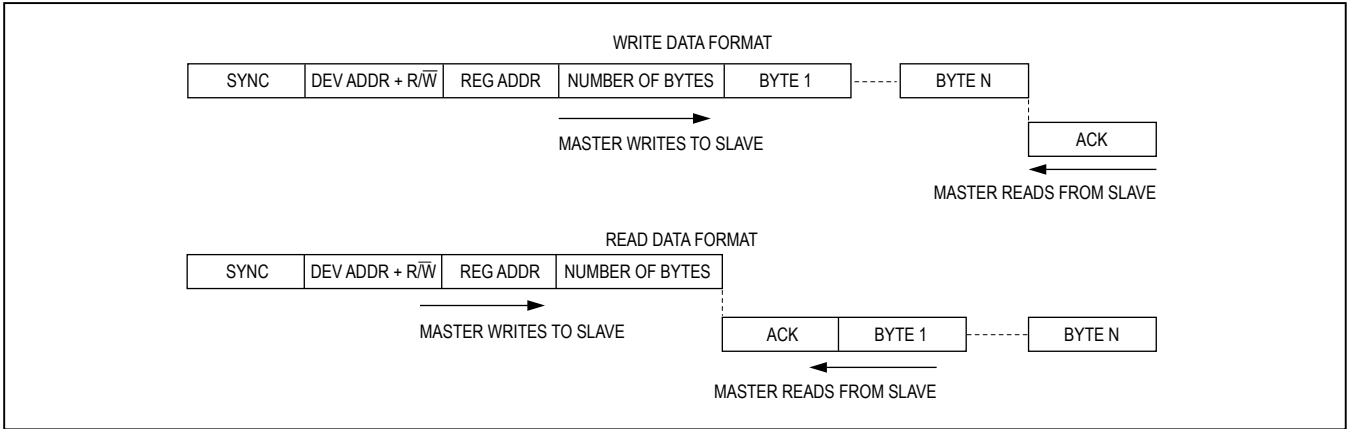 WRITE DATA FORMAT
SYNC DEV ADDR + R/W̅ REG ADDR NUMBER OF BYTES BYTE 1 BYTE N
MASTER WRITES TO SLAVE
ACK
MASTER READS FROM SLAVE
READ DATA FORMAT
SYNC DEV ADDR + R/W̅ REG ADDR NUMBER OF BYTES
MASTER WRITES TO SLAVE
ACK BYTE 1 BYTE N
MASTER READS FROM SLAVE